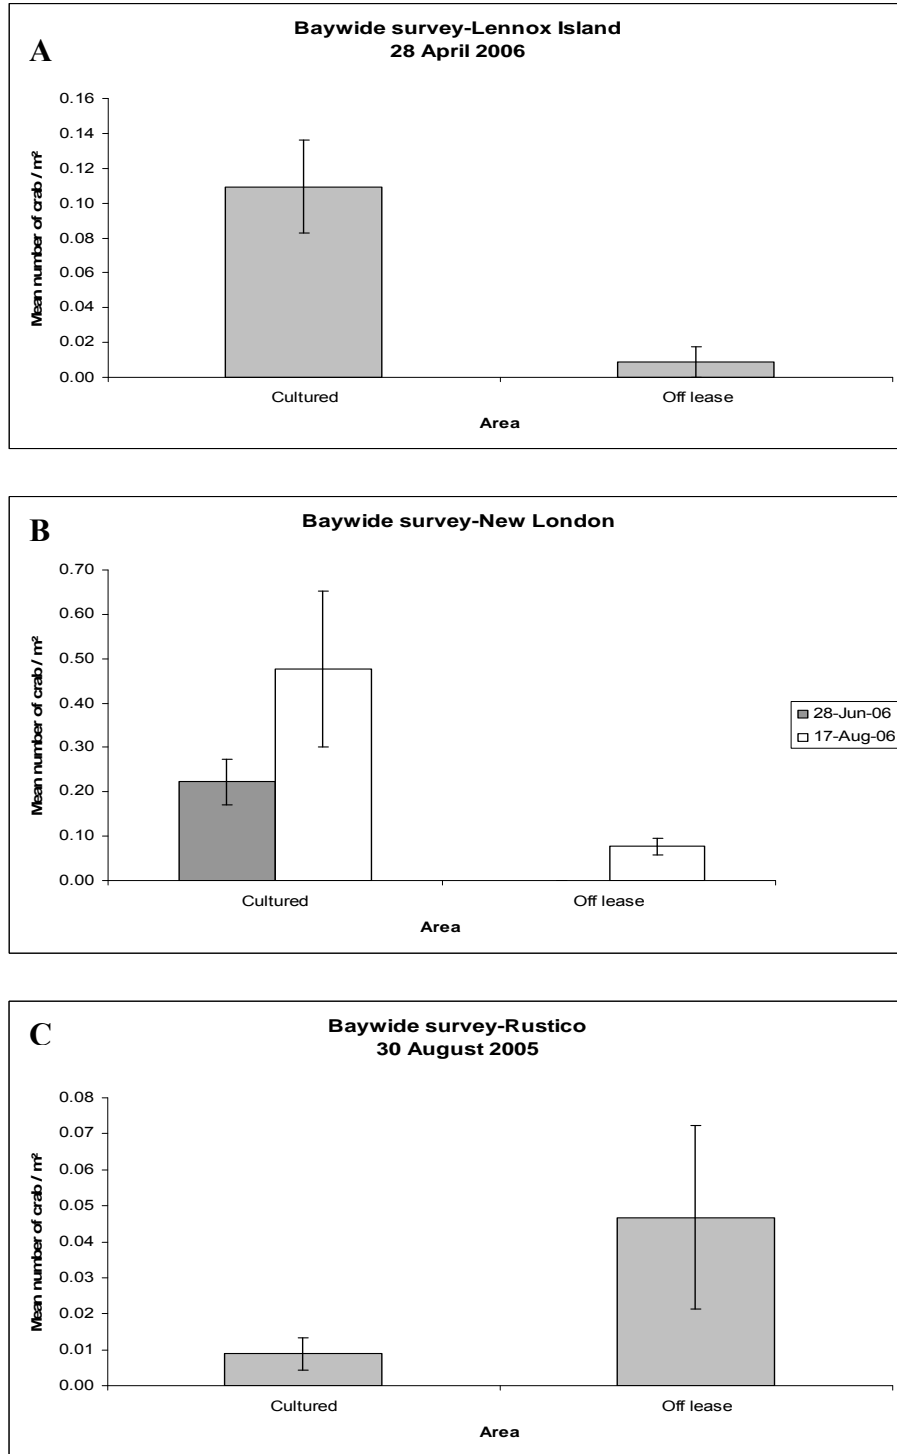 A
Baywide survey-Lennox Island
28 April 2006
Mean number of crab / m²
0.16
0.14
0.12
0.10
0.08
0.06
0.04
0.02
0.00
Cultured
Off lease
Area
B
Baywide survey-New London
Mean number of crab / m²
0.70
0.60
0.50
0.40
0.30
0.20
0.10
0.00
28-Jun-06
17-Aug-06
Cultured
Off lease
Area
C
Baywide survey-Rustico
30 August 2005
Mean number of crab / m²
0.08
0.07
0.06
0.05
0.04
0.03
0.02
0.01
0.00
Cultured
Off lease
Area